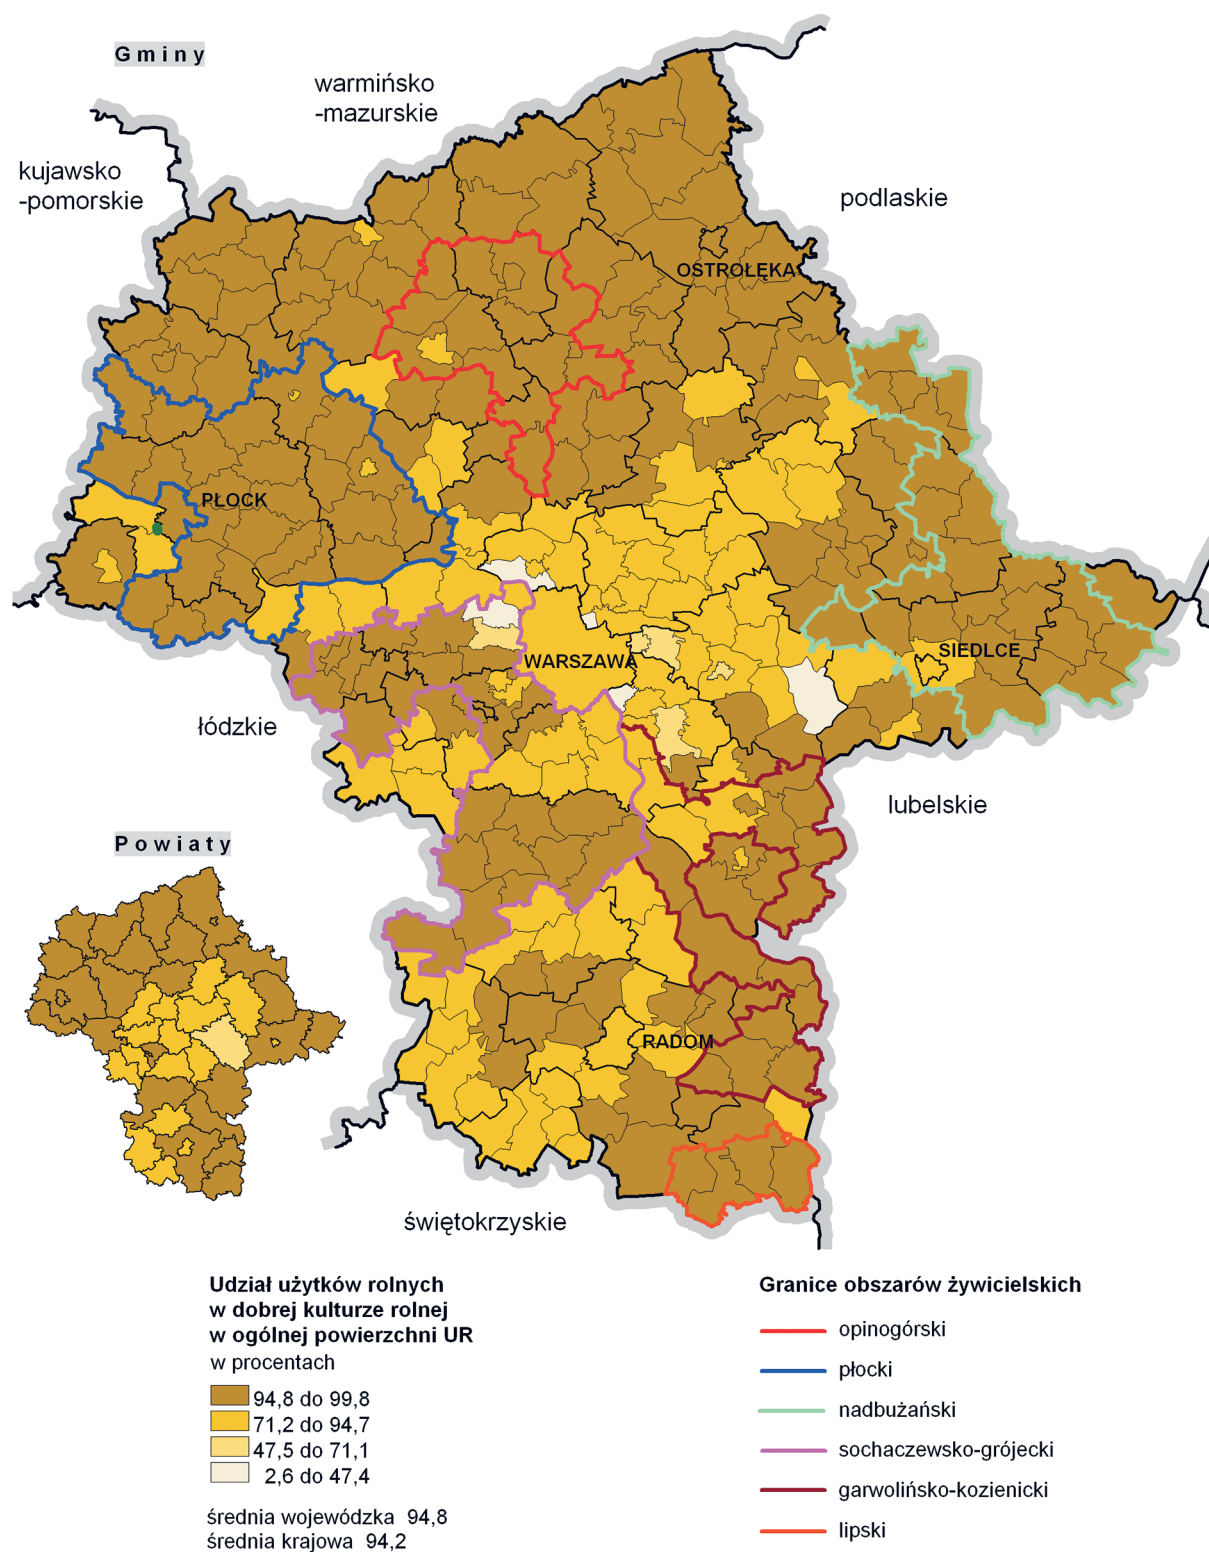 Gminy
warmińsko
-mazurskie
kujawsko
-pomorskie
podlaskie
OSTROŁĘKA
PŁOCK
SIEDLCE
WARSZAWA
łódzkie
lubelskie
Powiaty
RADOM
świętokrzyskie
Udział użytków rolnych
w dobrej kulturze rolnej
w ogólnej powierzchni UR
w procentach
94,8 do 99,8
71,2 do 94,7
47,5 do 71,1
2,6 do 47,4
średnia wojewódzka 94,8
średnia krajowa 94,2
Granice obszarów żywicielskich
opinogórski
płocki
nadbużański
sochaczewsko-grójecki
garwolińsko-kozienicki
lipski